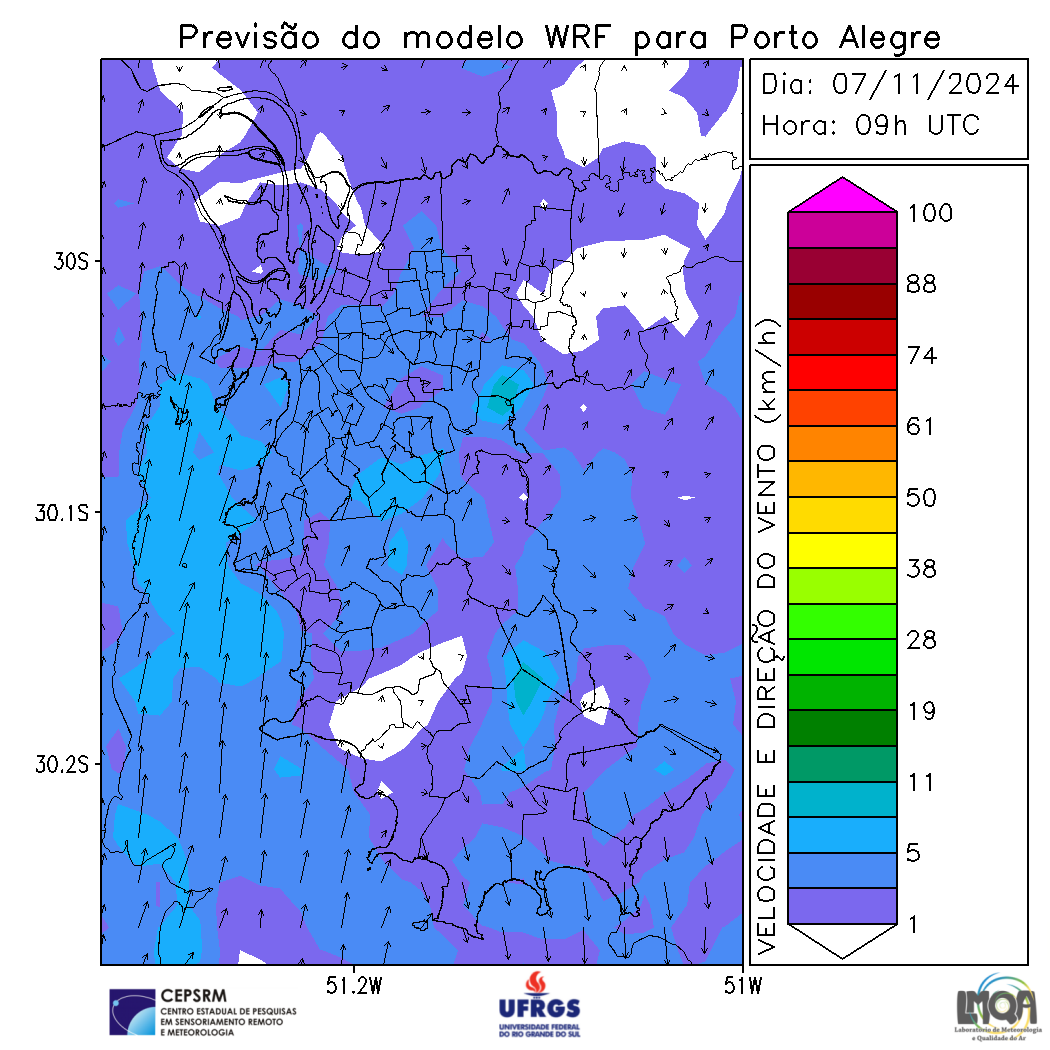 Previsão do modelo WRF para Porto Alegre
Dia: 07/11/2024
Hora: 09h UTC
30S
30.1S
30.2S
51.2W
51W
VELOCIDADE E DIREÇÃO DO VENTO (km/h)
100
88
74
61
50
38
28
19
11
5
1
CEPSRM
CENTRO ESTADUAL DE PESQUISAS
EM SENSORIAMENTO REMOTO
E METEOROLOGIA
UFRGS
UNIVERSIDADE FEDERAL
DO RIO GRANDE DO SUL
LMQA
Laboratório de Meteorologia
e Qualidade do Ar